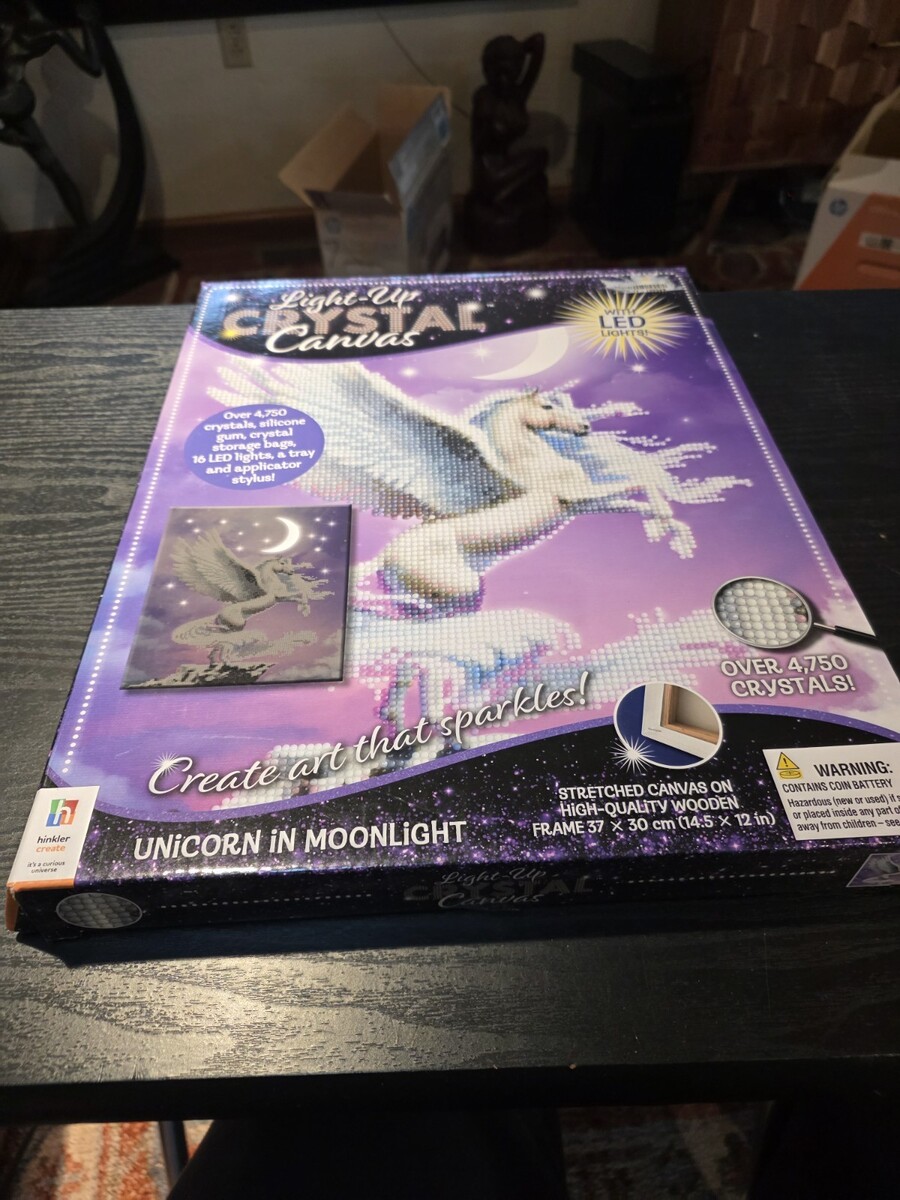 Light-Up
CRYSTAL
Canvas
WITH
LED
LIGHTS!
Over 4,750
crystals, silicone
gum, crystal
storage bags,
16 LED lights, a tray
and applicator
stylus!
OVER 4,750
CRYSTALS!
Create art that sparkles!
STRETCHED CANVAS ON
HIGH-QUALITY WOODEN
FRAME 37 × 30 cm (14.5 × 12 in)
WARNING:
CONTAINS COIN BATTERY
Hazardous (new or used) if
or placed inside any part of
away from children – see
UNiCORN iN MOONLiGHT
h
hinkler
create
it's a curious
universe
Light-Up
CRYSTAL
Canvas
hp